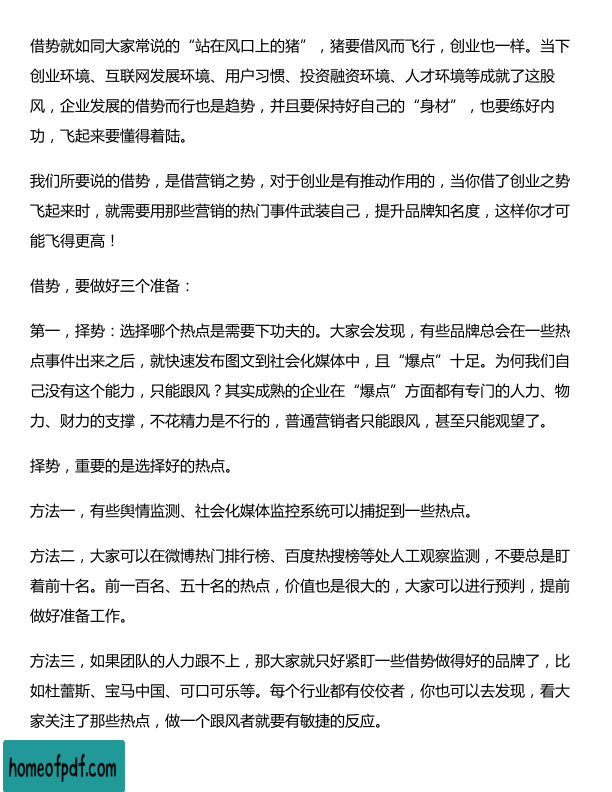 借势就如同大家常说的“站在风口上的猪”，猪要借风而飞行，创业也一样。当下
创业环境、互联网发展环境、用户习惯、投资融资环境、人才环境等成就了这股
风，企业发展的借势而行也是趋势，并且要保持好自己的“身材”，也要练好内
功，飞起来要懂得着陆。
我们所要说的借势，是借营销之势，对于创业是有推动作用的，当你借了创业之势
飞起来时，就需要用那些营销的热门事件武装自己，提升品牌知名度，这样你才可
能飞得更高！
借势，要做好三个准备：
第一，择势：选择哪个热点是需要下功夫的。大家会发现，有些品牌总会在一些热
点事件出来之后，就快速发布图文到社会化媒体中，且“爆点”十足。为何我们自
己没有这个能力，只能跟风？其实成熟的企业在“爆点”方面都有专门的人力、物
力、财力的支撑，不花精力是不行的，普通营销者只能跟风，甚至只能观望了。
择势，重要的是选择好的热点。
方法一，有些舆情监测、社会化媒体监控系统可以捕捉到一些热点。
方法二，大家可以在微博热门排行榜、百度热搜榜等处人工观察监测，不要总是盯
着前十名。前一百名、五十名的热点，价值也是很大的，大家可以进行预判，提前
做好准备工作。
方法三，如果团队的人力跟不上，那大家就只好紧盯一些借势做得好的品牌了，比
如杜蕾斯、宝马中国、可口可乐等。每个行业都有佼佼者，你也可以去发现，看大
家关注了那些热点，做一个跟风者就要有敏捷的反应。
homeofpdf.com